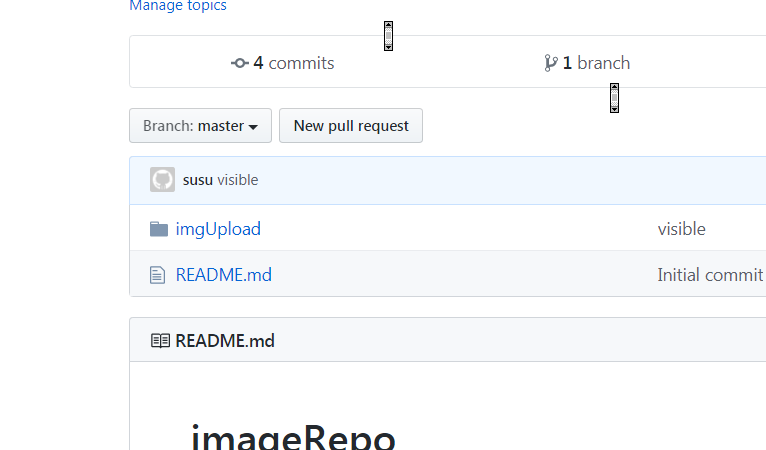 Manage topics
4 commits
1 branch
Branch: master
New pull request
susu visible
imgUpload visible
README.md Initial commit
README.md
imageRepo